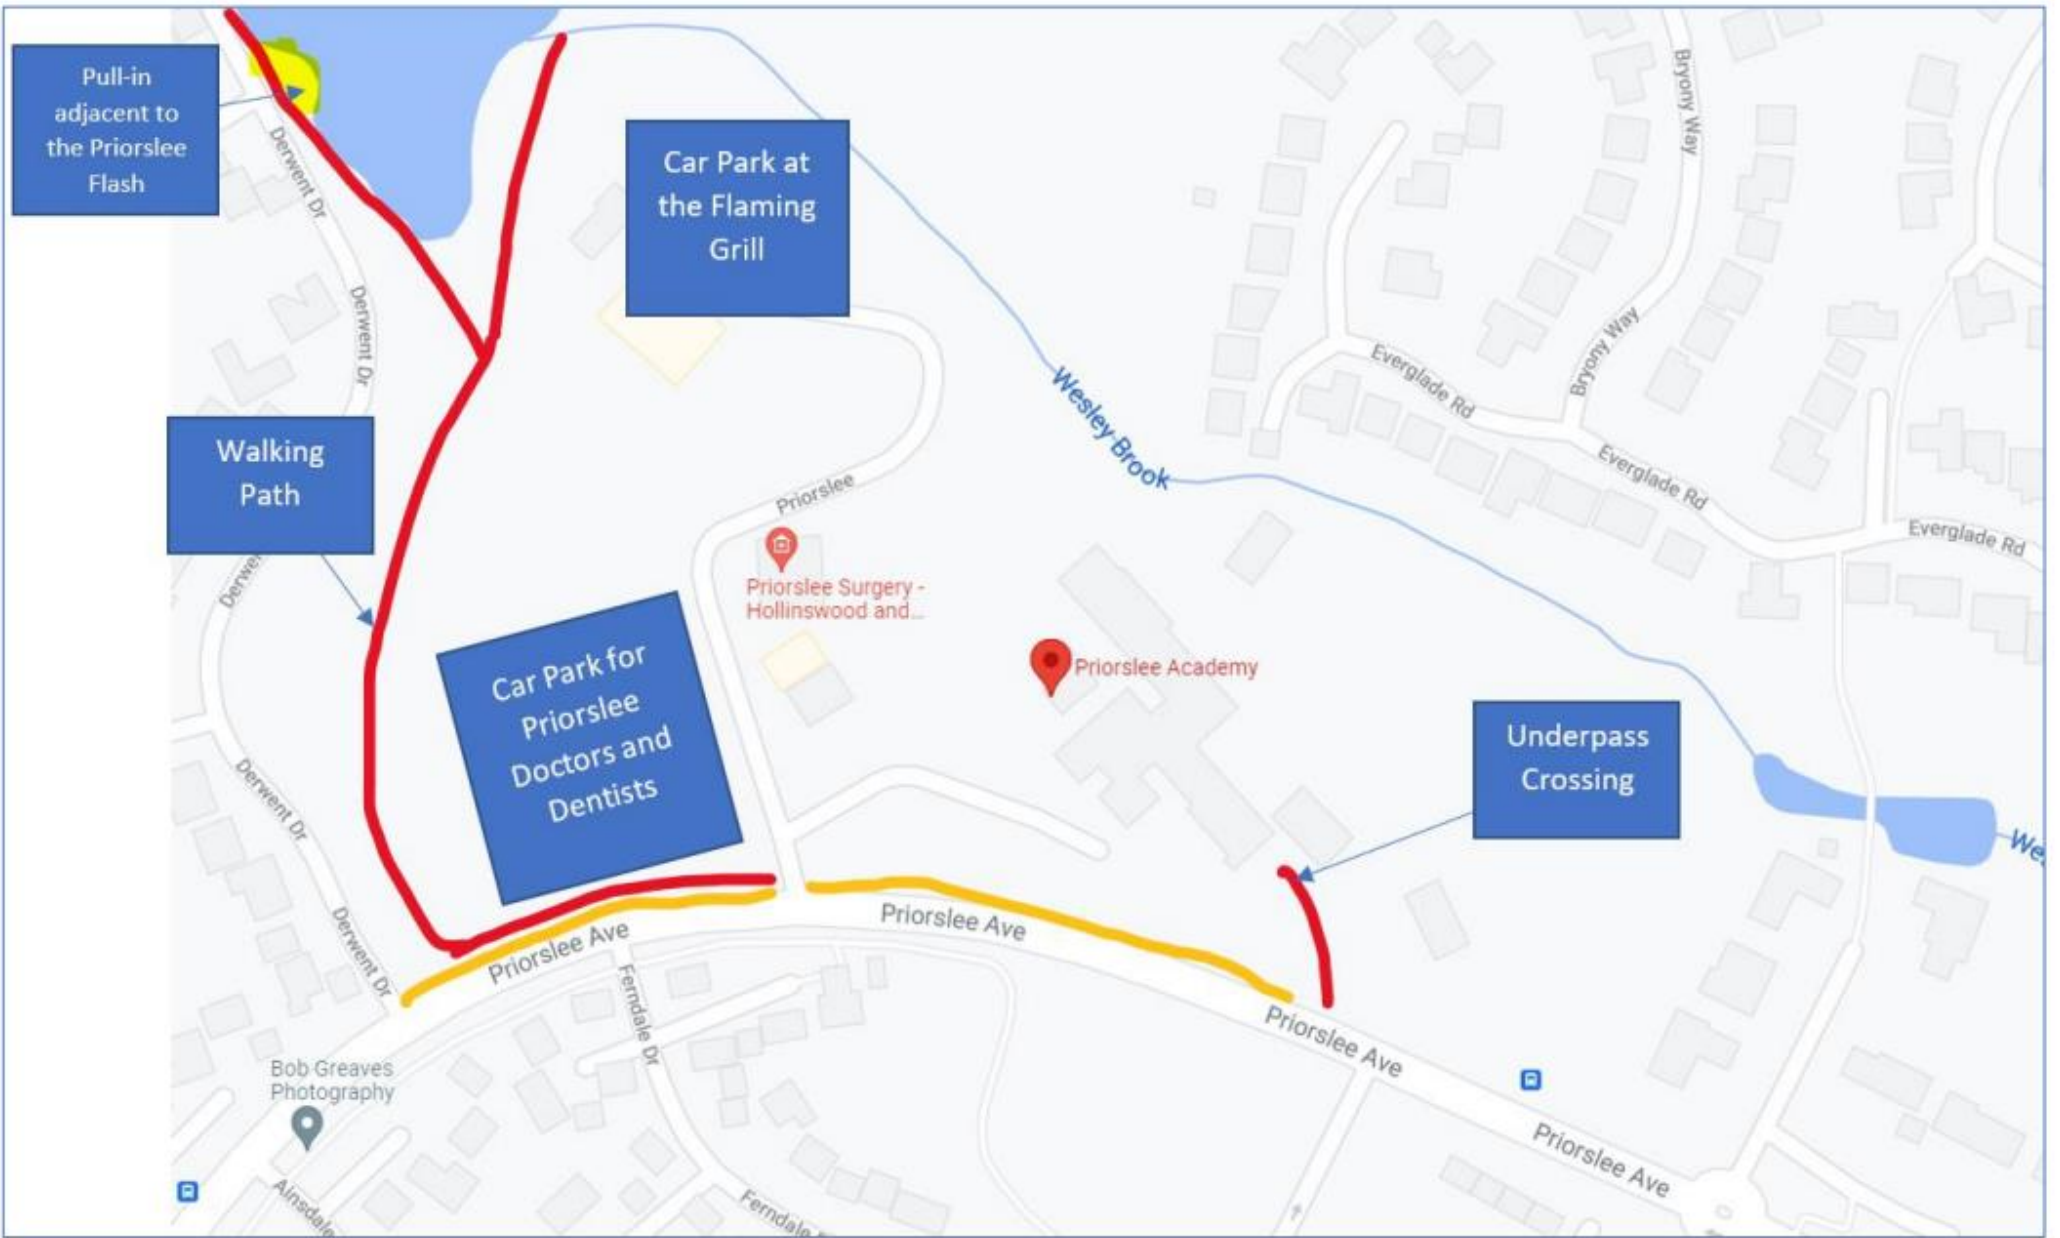 Pull-in
adjacent to
the Priorslee
Flash
Derwent Dr
Derwent Dr
Car Park at
the Flaming
Grill
Bryony Way
Bryony Way
Everglade Rd
Everglade Rd
Everglade Rd
Wesley Brook
Walking
Path
Priorslee
Priorslee Surgery -
Hollinswood and...
Car Park for
Priorslee
Doctors and
Dentists
Priorslee Academy
Underpass
Crossing
Derwent Dr
Derwent Dr
Priorslee Ave
Priorslee Ave
Priorslee Ave
Priorslee Ave
Ferndale Dr
Ferndale
Bob Greaves
Photography
Ainsdale